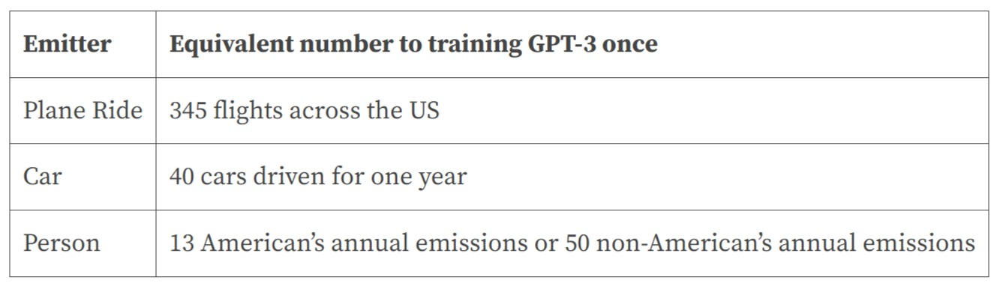 Emitter Equivalent number to training GPT-3 once
Plane Ride 345 flights across the US
Car 40 cars driven for one year
Person 13 American’s annual emissions or 50 non-American’s annual emissions